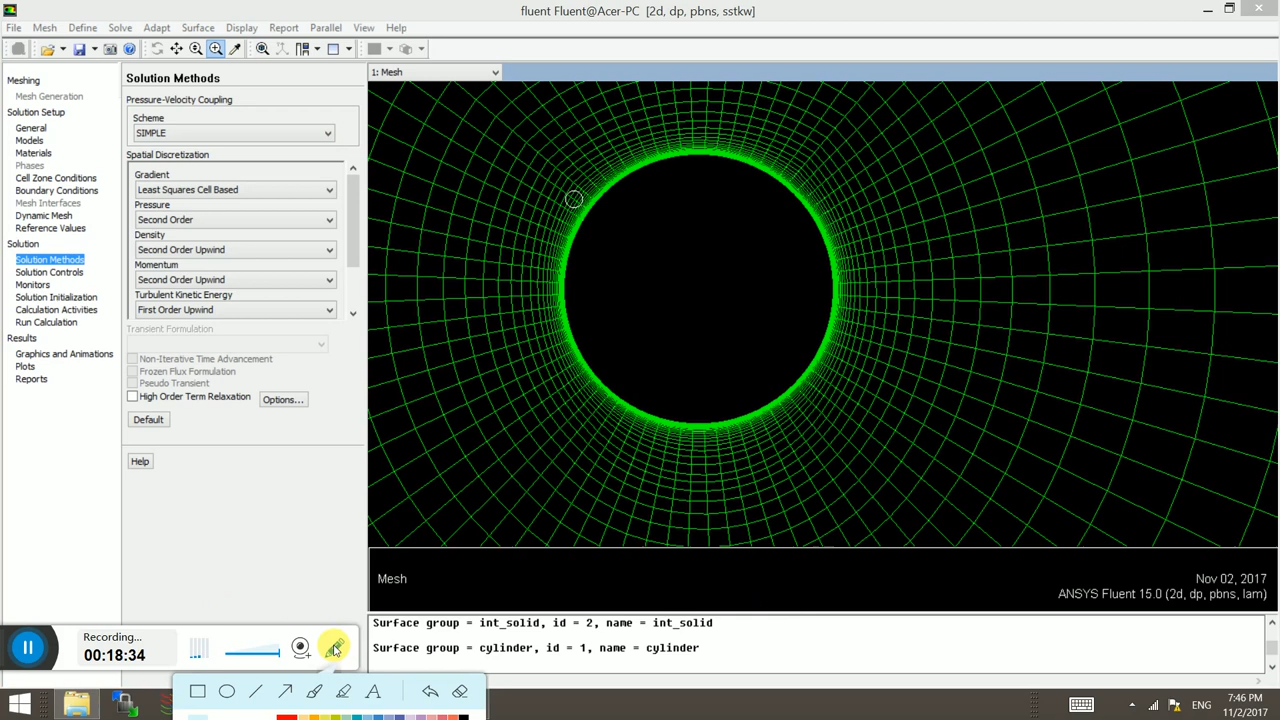 fluent Fluent@Acer-PC [2d, dp, pbns, sstkw]
File Mesh Define Solve Adapt Surface Display Report Parallel View Help
Meshing
Mesh Generation
Solution Setup
General
Models
Materials
Phases
Cell Zone Conditions
Boundary Conditions
Mesh Interfaces
Dynamic Mesh
Reference Values
Solution
Solution Methods
Solution Controls
Monitors
Solution Initialization
Calculation Activities
Run Calculation
Results
Graphics and Animations
Plots
Reports
Solution Methods
Pressure-Velocity Coupling
Scheme
SIMPLE
Spatial Discretization
Gradient
Least Squares Cell Based
Pressure
Second Order
Density
Second Order Upwind
Momentum
Second Order Upwind
Turbulent Kinetic Energy
First Order Upwind
Transient Formulation
Non-Iterative Time Advancement
Frozen Flux Formulation
Pseudo Transient
High Order Term Relaxation
Options...
Default
Help
1: Mesh
Mesh
Nov 02, 2017
ANSYS Fluent 15.0 (2d, dp, pbns, lam)
Surface group = int_solid, id = 2, name = int_solid
Surface group = cylinder, id = 1, name = cylinder
Recording...
00:18:34
A
ENG
7:46 PM
11/2/2017